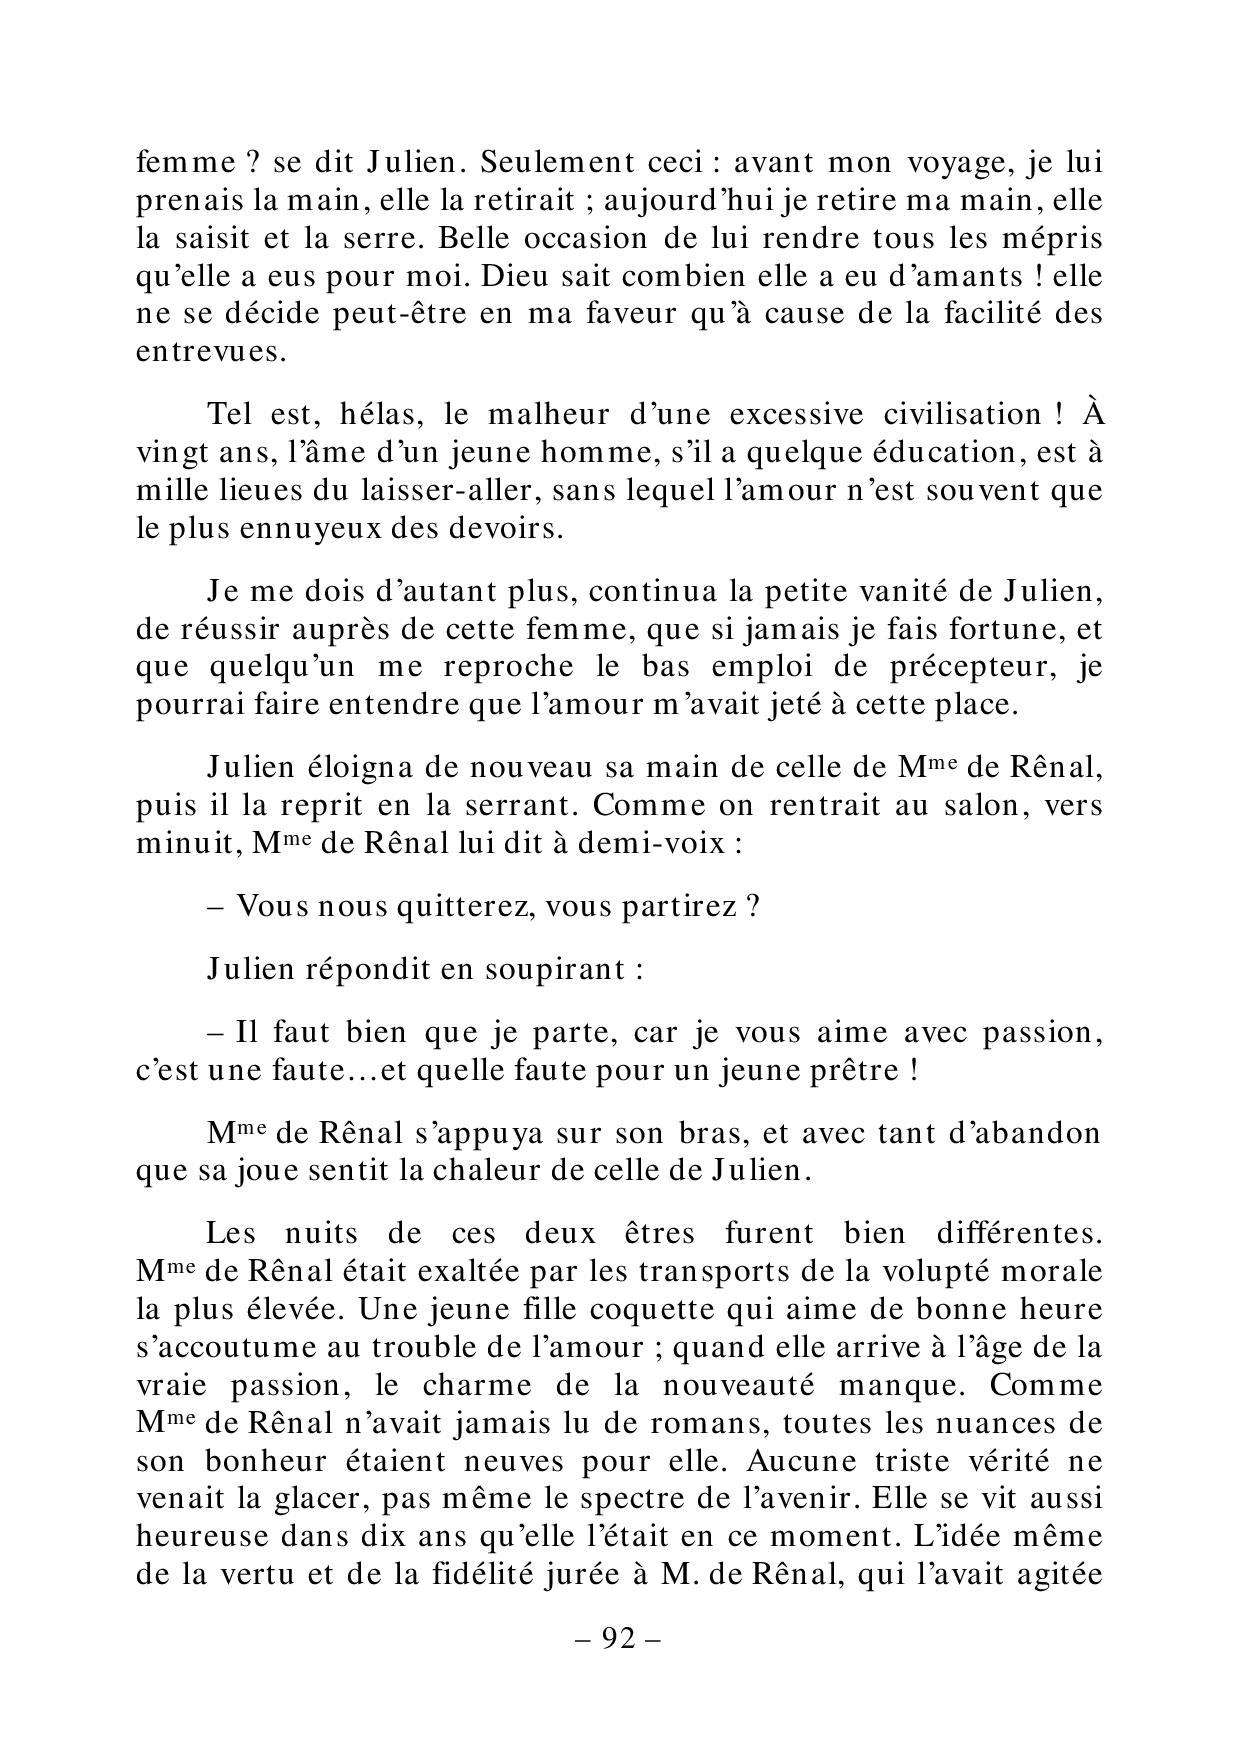 femme ? se dit Julien. Seulement ceci : avant mon voyage, je lui
prenais la main, elle la retirait ; aujourd’hui je retire ma main, elle
la saisit et la serre. Belle occasion de lui rendre tous les mépris
qu’elle a eus pour moi. Dieu sait combien elle a eu d’amants ! elle
ne se décide peut-être en ma faveur qu’à cause de la facilité des
entrevues.
Tel est, hélas, le malheur d’une excessive civilisation ! À
vingt ans, l’âme d’un jeune homme, s’il a quelque éducation, est à
mille lieues du laisser-aller, sans lequel l’amour n’est souvent que
le plus ennuyeux des devoirs.
Je me dois d’autant plus, continua la petite vanité de Julien,
de réussir auprès de cette femme, que si jamais je fais fortune, et
que quelqu’un me reproche le bas emploi de précepteur, je
pourrai faire entendre que l’amour m’avait jeté à cette place.
Julien éloigna de nouveau sa main de celle de Mme de Rênal,
puis il la reprit en la serrant. Comme on rentrait au salon, vers
minuit, Mme de Rênal lui dit à demi-voix :
– Vous nous quitterez, vous partirez ?
Julien répondit en soupirant :
– Il faut bien que je parte, car je vous aime avec passion,
c’est une faute…et quelle faute pour un jeune prêtre !
Mme de Rênal s’appuya sur son bras, et avec tant d’abandon
que sa joue sentit la chaleur de celle de Julien.
Les nuits de ces deux êtres furent bien différentes.
Mme de Rênal était exaltée par les transports de la volupté morale
la plus élevée. Une jeune fille coquette qui aime de bonne heure
s’accoutume au trouble de l’amour ; quand elle arrive à l’âge de la
vraie passion, le charme de la nouveauté manque. Comme
Mme de Rênal n’avait jamais lu de romans, toutes les nuances de
son bonheur étaient neuves pour elle. Aucune triste vérité ne
venait la glacer, pas même le spectre de l’avenir. Elle se vit aussi
heureuse dans dix ans qu’elle l’était en ce moment. L’idée même
de la vertu et de la fidélité jurée à M. de Rênal, qui l’avait agitée
– 92 –